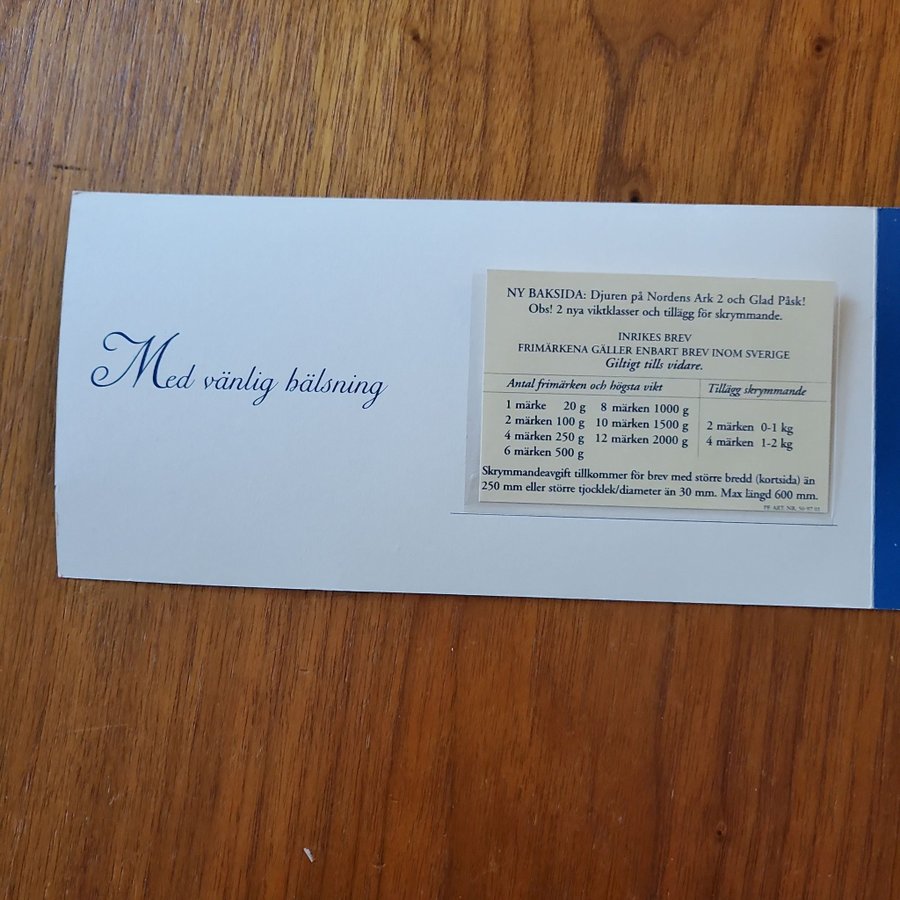 Med vänlig hälsning
NY BAKSIDA: Djuren på Nordens Ark 2 och Glad Påsk!
Obs! 2 nya viktklasser och tillägg för skrymmande.
INRIKES BREV
FRIMÄRKENA GÄLLER ENBART BREV INOM SVERIGE
Giltigt tills vidare.
Antal frimärken och högsta vikt Tillägg skrymmande
1 märke 20 g 8 märken 1000 g
2 märken 100 g 10 märken 1500 g 2 märken 0-1 kg
4 märken 250 g 12 märken 2000 g 4 märken 1-2 kg
6 märken 500 g
Skrymmandeavgift tillkommer för brev med större bredd (kortsida) än
250 mm eller större tjocklek/diameter än 30 mm. Max längd 600 mm.
PF ART. NR.